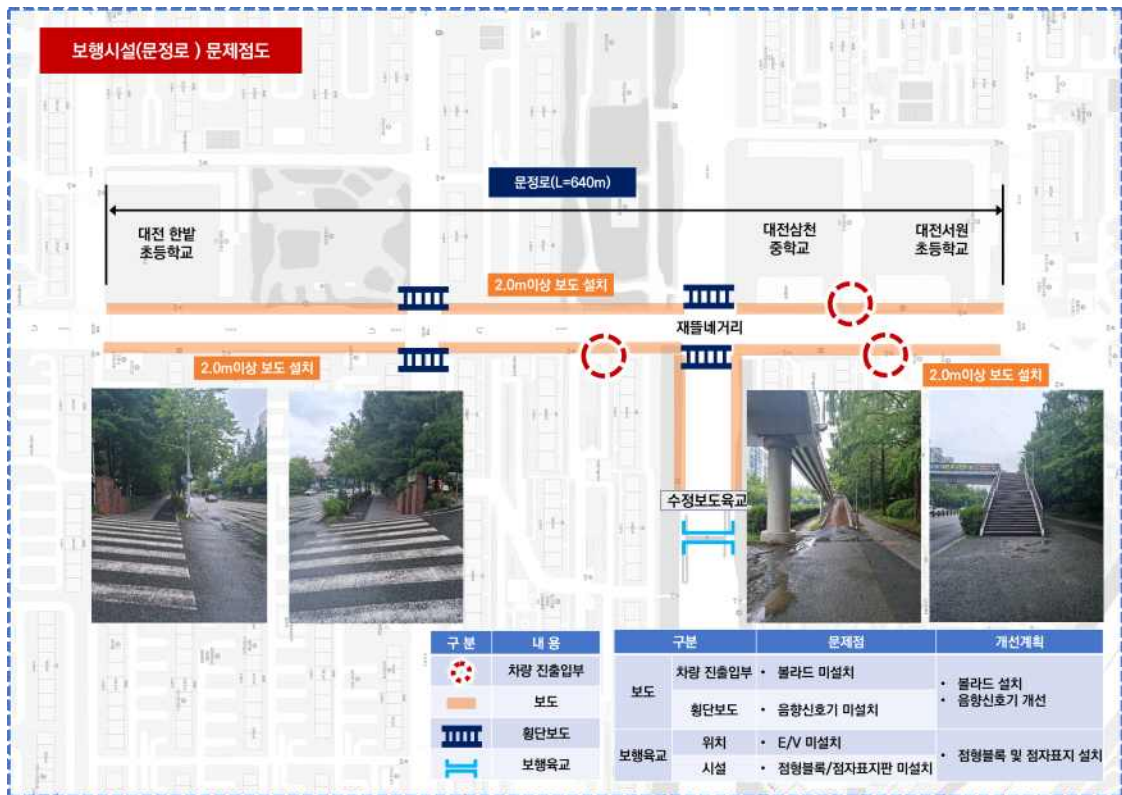 보행시설(문정로 ) 문제점도
문정로(L=640m)
대전 한밭
초등학교
대전삼천
중학교
대전서원
초등학교
2.0m이상 보도 설치
재뜰네거리
2.0m이상 보도 설치
2.0m이상 보도 설치
수정보도육교
구 분 내 용
차량 진출입부
보도
횡단보도
보행육교
구분 문제점 개선계획
보도 차량 진출입부 • 볼라드 미설치
횡단보도 • 음향신호기 미설치
• 볼라드 설치
• 음향신호기 개선
보행육교 위치 • E/V 미설치
시설 • 점형블록/점자표지판 미설치
• 점형블록 및 점자표지 설치